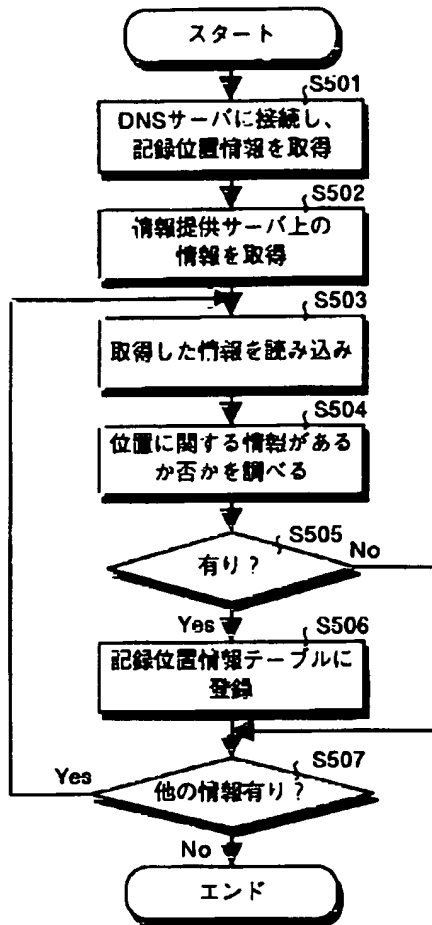 スタート
S501
DNSサーバに接続し、
記録位置情報を取得
S502
情報提供サーバ上の
情報を取得
S503
取得した情報を読み込み
S504
位置に関する情報がある
か否かを調べる
S505
有り?
No
Yes
S506
記録位置情報テーブルに
登録
S507
他の情報有り?
Yes
No
エンド